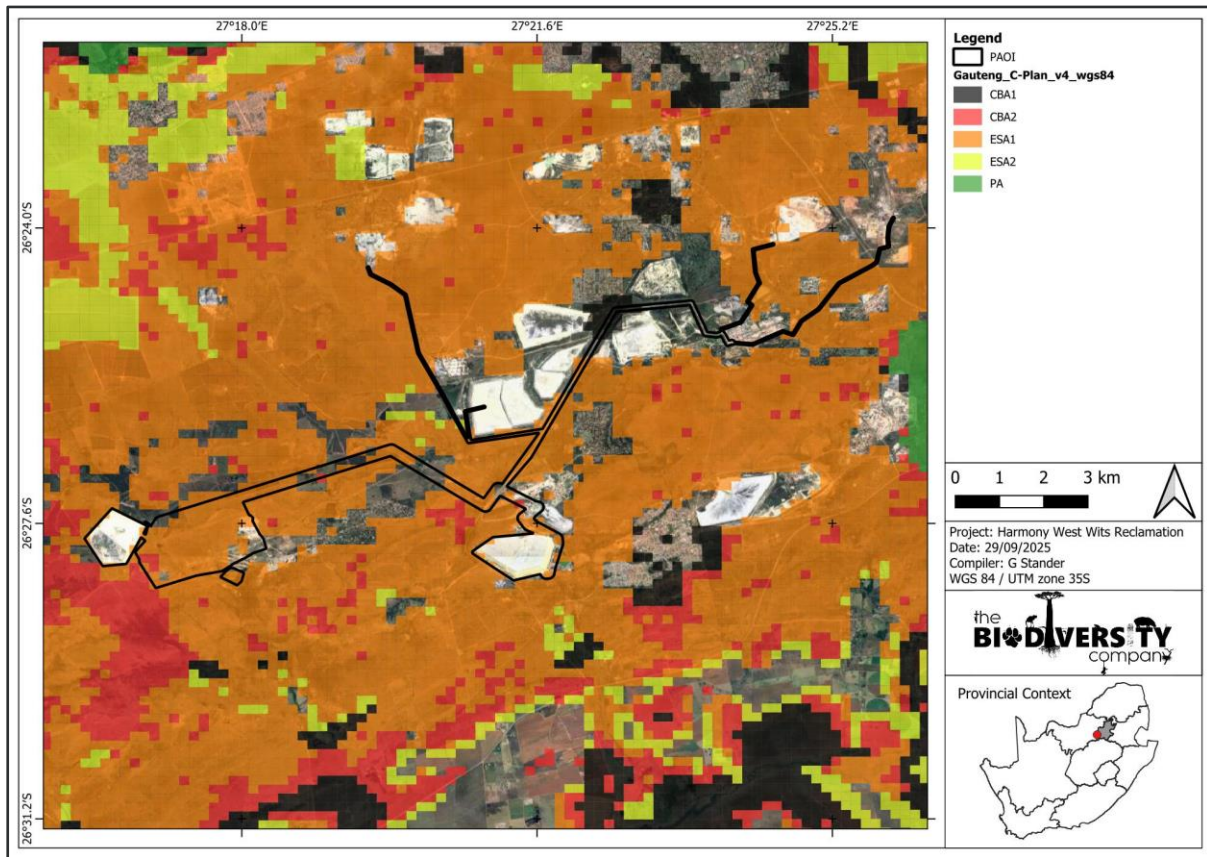 27°18.0'E 27°21.6'E 27°25.2'E
26°24.0'S
26°27.6'S
26°31.2'S
Legend
PAOI
Gauteng_C-Plan_v4_wgs84
CBA1
CBA2
ESA1
ESA2
PA
0 1 2 3 km
Project: Harmony West Wits Reclamation
Date: 29/09/2025
Compiler: G Stander
WGS 84 / UTM zone 35S
the
BIODIVERSITY
company
Provincial Context